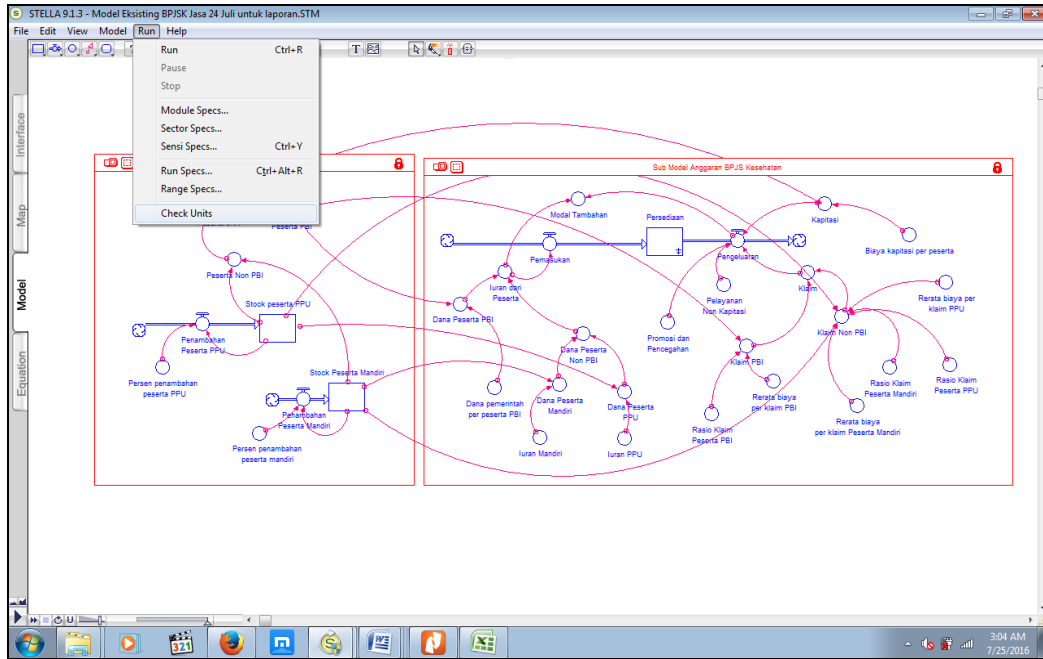 STELLA 9.1.3 - Model Eksisting BPJSK Jasa 24 Juli untuk laporan.STM
File Edit View Model Run Help
Run Ctrl+R
Pause
Stop
Module Specs...
Sector Specs...
Sensi Specs... Ctrl+Y
Run Specs... Ctrl+Alt+R
Range Specs...
Check Units
Interface
Map
Model
Equation
Peserta PBI
Peserta Non PBI
Stock peserta PPU
Penambahan
Peserta PPU
Persen penambahan
peserta PPU
Stock Peserta Mandiri
Penambahan
Peserta Mandiri
Persen penambahan
peserta mandiri
Sub Model Anggaran BPJS Kesehatan
Modal Tambahan
Persediaan
Kapitasi
Biaya kapitasi per peserta
Pemasukan
Pengeluaran
Iuran dari
Peserta
Klaim
Rerata biaya per
klaim PPU
Dana Peserta PBI
Pelayanan
Non Kapitasi
Promosi dan
Pencegahan
Klaim Non PBI
Dana Peserta
Non PBI
Klaim PBI
Dana pemerintah
per peserta PBI
Dana Peserta
Mandiri
Dana Peserta
PPU
Rerata biaya
per klaim PBI
Rasio Klaim
Peserta Mandiri
Rasio Klaim
Peserta PPU
Rasio Klaim
Peserta PBI
Rerata biaya
per klaim Peserta Mandiri
Iuran Mandiri
Iuran PPU
3:04 AM
7/25/2016